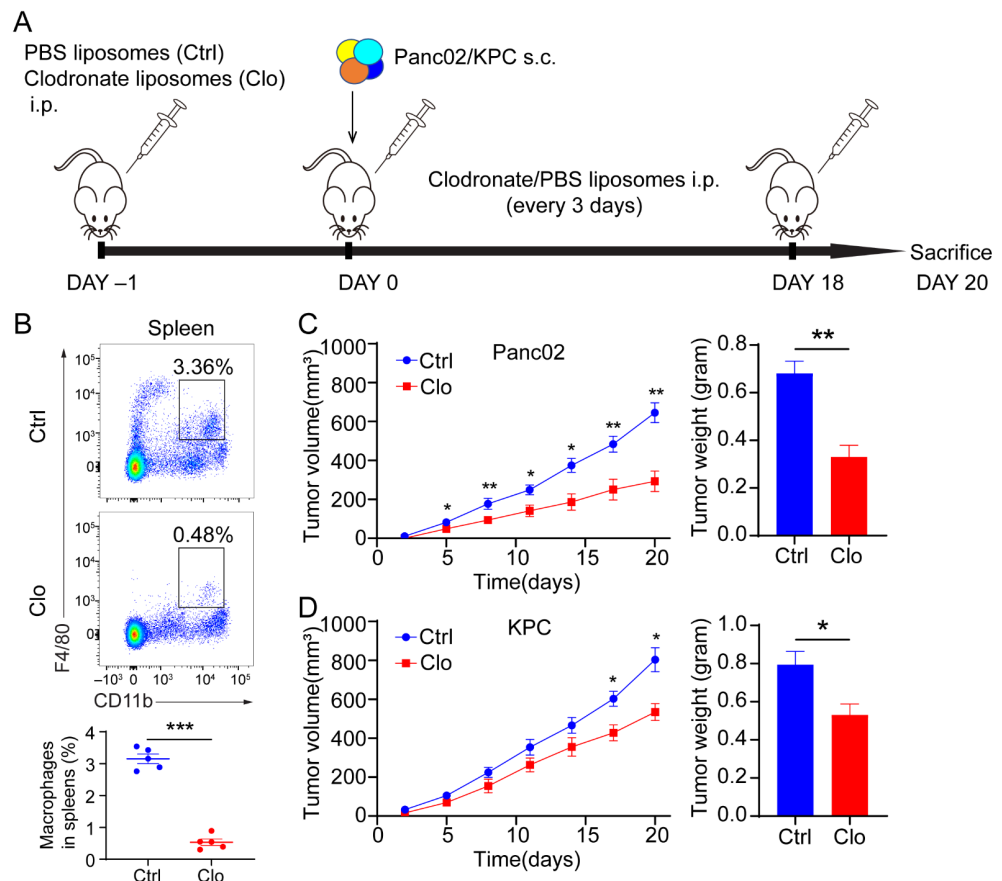 A
PBS liposomes (Ctrl)
Clodronate liposomes (Clo)
i.p.
Panc02/KPC s.c.
Clodronate/PBS liposomes i.p.
(every 3 days)
DAY –1
DAY 0
DAY 18
Sacrifice
DAY 20
B
Spleen
Ctrl
10⁵
10⁴
10³
0
3.36%
Clo
10⁵
10⁴
10³
0
0.48%
F4/80
–10³ 0 10³ 10⁴ 10⁵
CD11b
Macrophages
in spleens (%)
4
3
2
1
0
***
Ctrl Clo
C
Panc02
Ctrl
Clo
Tumor volume(mm³)
1000
800
600
400
200
0
* ** * * ** **
0 5 10 15 20
Time(days)
Tumor weight (gram)
0.8
0.6
0.4
0.2
0.0
**
Ctrl Clo
D
KPC
Ctrl
Clo
Tumor volume(mm³)
1000
800
600
400
200
0
* *
0 5 10 15 20
Time(days)
Tumor weight (gram)
1.0
0.8
0.6
0.4
0.2
0.0
*
Ctrl Clo